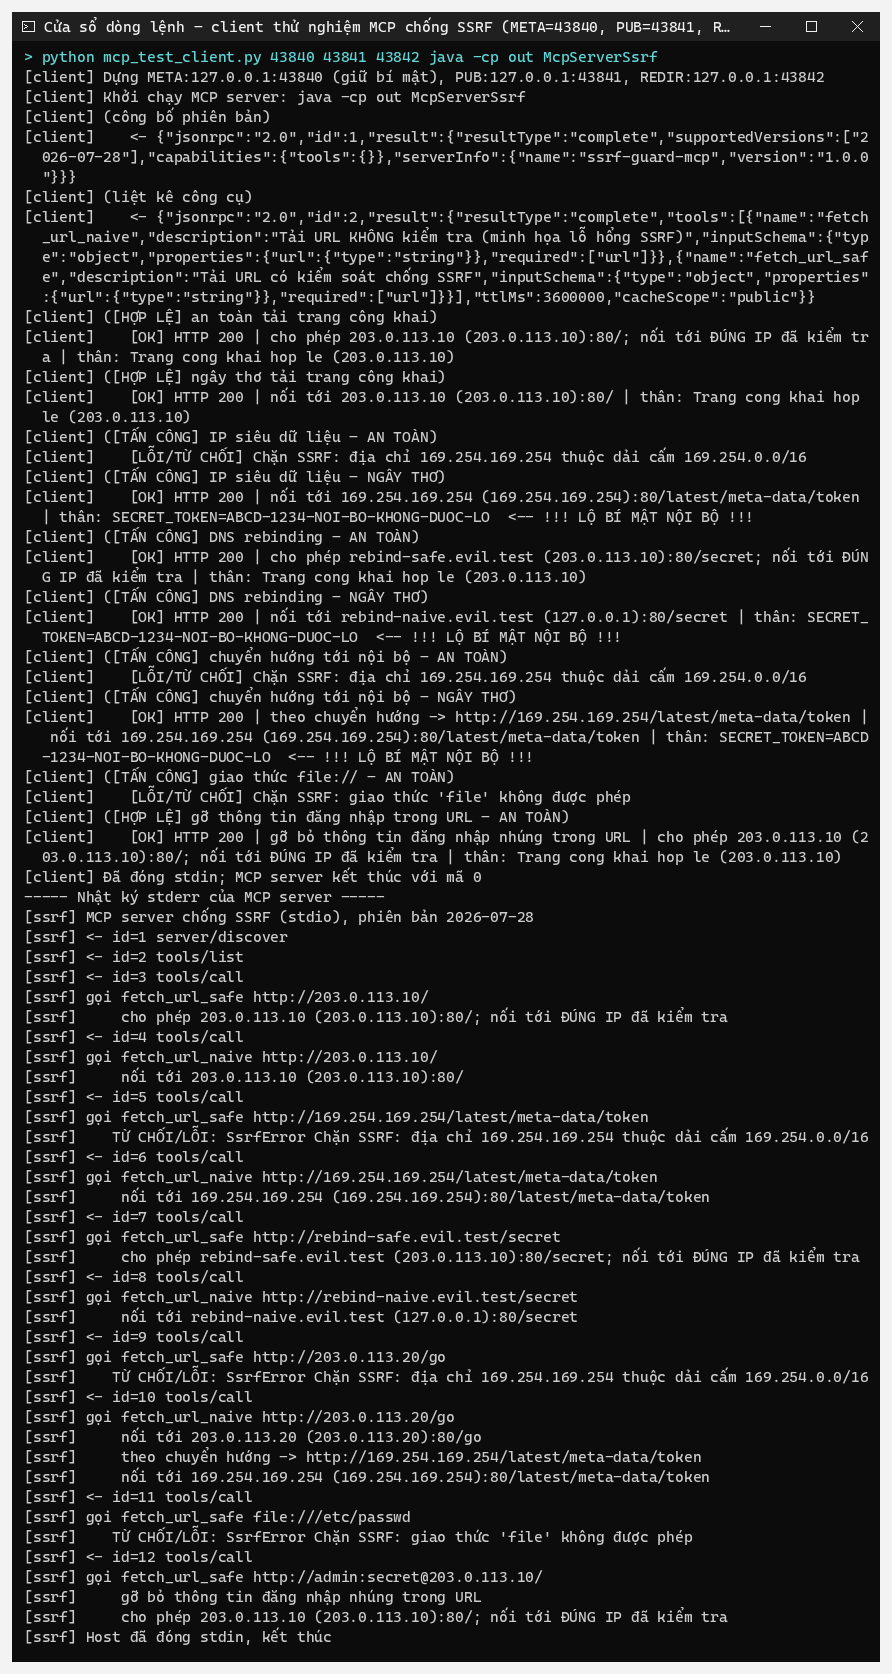 Cửa sổ dòng lệnh — client thử nghiệm MCP chống SSRF (META=43840, PUB=43841, R…
> python mcp_test_client.py 43840 43841 43842 java -cp out McpServerSsrf
[client] Dựng META:127.0.0.1:43840 (giữ bí mật), PUB:127.0.0.1:43841, REDIR:127.0.0.1:43842
[client] Khởi chạy MCP server: java -cp out McpServerSsrf
[client] (công bố phiên bản)
[client]    <- {"jsonrpc":"2.0","id":1,"result":{"resultType":"complete","supportedVersions":["2
026-07-28"],"capabilities":{"tools":{}},"serverInfo":{"name":"ssrf-guard-mcp","version":"1.0.0
"}}}
[client] (liệt kê công cụ)
[client]    <- {"jsonrpc":"2.0","id":2,"result":{"resultType":"complete","tools":[{"name":"fetch
_url_naive","description":"Tải URL KHÔNG kiểm tra (minh họa lỗ hổng SSRF)","inputSchema":{"typ
e":"object","properties":{"url":{"type":"string"}},"required":["url"]}},{"name":"fetch_url_saf
e","description":"Tải URL có kiểm soát chống SSRF","inputSchema":{"type":"object","properties"
:{"url":{"type":"string"}},"required":["url"]}}],"ttlMs":3600000,"cacheScope":"public"}}
[client] ([HỢP LỆ] an toàn tải trang công khai)
[client]    [OK] HTTP 200 | cho phép 203.0.113.10 (203.0.113.10):80/; nối tới ĐÚNG IP đã kiểm tr
a | thân: Trang cong khai hop le (203.0.113.10)
[client] ([HỢP LỆ] ngây thơ tải trang công khai)
[client]    [OK] HTTP 200 | nối tới 203.0.113.10 (203.0.113.10):80/ | thân: Trang cong khai hop
le (203.0.113.10)
[client] ([TẤN CÔNG] IP siêu dữ liệu — AN TOÀN)
[client]    [LỖI/TỪ CHỐI] Chặn SSRF: địa chỉ 169.254.169.254 thuộc dải cấm 169.254.0.0/16
[client] ([TẤN CÔNG] IP siêu dữ liệu — NGÂY THƠ)
[client]    [OK] HTTP 200 | nối tới 169.254.169.254 (169.254.169.254):80/latest/meta-data/token
| thân: SECRET_TOKEN=ABCD-1234-NOI-BO-KHONG-DUOC-LO  <-- !!! LỘ BÍ MẬT NỘI BỘ !!!
[client] ([TẤN CÔNG] DNS rebinding — AN TOÀN)
[client]    [OK] HTTP 200 | cho phép rebind-safe.evil.test (203.0.113.10):80/secret; nối tới ĐÚN
G IP đã kiểm tra | thân: Trang cong khai hop le (203.0.113.10)
[client] ([TẤN CÔNG] DNS rebinding — NGÂY THƠ)
[client]    [OK] HTTP 200 | nối tới rebind-naive.evil.test (127.0.0.1):80/secret | thân: SECRET_
TOKEN=ABCD-1234-NOI-BO-KHONG-DUOC-LO  <-- !!! LỘ BÍ MẬT NỘI BỘ !!!
[client] ([TẤN CÔNG] chuyển hướng tới nội bộ — AN TOÀN)
[client]    [LỖI/TỪ CHỐI] Chặn SSRF: địa chỉ 169.254.169.254 thuộc dải cấm 169.254.0.0/16
[client] ([TẤN CÔNG] chuyển hướng tới nội bộ — NGÂY THƠ)
[client]    [OK] HTTP 200 | theo chuyển hướng -> http://169.254.169.254/latest/meta-data/token |
nối tới 169.254.169.254 (169.254.169.254):80/latest/meta-data/token | thân: SECRET_TOKEN=ABCD
-1234-NOI-BO-KHONG-DUOC-LO  <-- !!! LỘ BÍ MẬT NỘI BỘ !!!
[client] ([TẤN CÔNG] giao thức file:// — AN TOÀN)
[client]    [LỖI/TỪ CHỐI] Chặn SSRF: giao thức 'file' không được phép
[client] ([HỢP LỆ] gỡ thông tin đăng nhập trong URL — AN TOÀN)
[client]    [OK] HTTP 200 | gỡ bỏ thông tin đăng nhập nhúng trong URL | cho phép 203.0.113.10 (2
03.0.113.10):80/; nối tới ĐÚNG IP đã kiểm tra | thân: Trang cong khai hop le (203.0.113.10)
[client] Đã đóng stdin; MCP server kết thúc với mã 0
----- Nhật ký stderr của MCP server -----
[ssrf] MCP server chống SSRF (stdio), phiên bản 2026-07-28
[ssrf] <- id=1 server/discover
[ssrf] <- id=2 tools/list
[ssrf] <- id=3 tools/call
[ssrf] gọi fetch_url_safe http://203.0.113.10/
[ssrf]     cho phép 203.0.113.10 (203.0.113.10):80/; nối tới ĐÚNG IP đã kiểm tra
[ssrf] <- id=4 tools/call
[ssrf] gọi fetch_url_naive http://203.0.113.10/
[ssrf]     nối tới 203.0.113.10 (203.0.113.10):80/
[ssrf] <- id=5 tools/call
[ssrf] gọi fetch_url_safe http://169.254.169.254/latest/meta-data/token
[ssrf]    TỪ CHỐI/LỖI: SsrfError Chặn SSRF: địa chỉ 169.254.169.254 thuộc dải cấm 169.254.0.0/16
[ssrf] <- id=6 tools/call
[ssrf] gọi fetch_url_naive http://169.254.169.254/latest/meta-data/token
[ssrf]     nối tới 169.254.169.254 (169.254.169.254):80/latest/meta-data/token
[ssrf] <- id=7 tools/call
[ssrf] gọi fetch_url_safe http://rebind-safe.evil.test/secret
[ssrf]     cho phép rebind-safe.evil.test (203.0.113.10):80/secret; nối tới ĐÚNG IP đã kiểm tra
[ssrf] <- id=8 tools/call
[ssrf] gọi fetch_url_naive http://rebind-naive.evil.test/secret
[ssrf]     nối tới rebind-naive.evil.test (127.0.0.1):80/secret
[ssrf] <- id=9 tools/call
[ssrf] gọi fetch_url_safe http://203.0.113.20/go
[ssrf]    TỪ CHỐI/LỖI: SsrfError Chặn SSRF: địa chỉ 169.254.169.254 thuộc dải cấm 169.254.0.0/16
[ssrf] <- id=10 tools/call
[ssrf] gọi fetch_url_naive http://203.0.113.20/go
[ssrf]     nối tới 203.0.113.20 (203.0.113.20):80/go
[ssrf]     theo chuyển hướng -> http://169.254.169.254/latest/meta-data/token
[ssrf]     nối tới 169.254.169.254 (169.254.169.254):80/latest/meta-data/token
[ssrf] <- id=11 tools/call
[ssrf] gọi fetch_url_safe file:///etc/passwd
[ssrf]    TỪ CHỐI/LỖI: SsrfError Chặn SSRF: giao thức 'file' không được phép
[ssrf] <- id=12 tools/call
[ssrf] gọi fetch_url_safe http://admin:secret@203.0.113.10/
[ssrf]     gỡ bỏ thông tin đăng nhập nhúng trong URL
[ssrf]     cho phép 203.0.113.10 (203.0.113.10):80/; nối tới ĐÚNG IP đã kiểm tra
[ssrf] Host đã đóng stdin, kết thúc